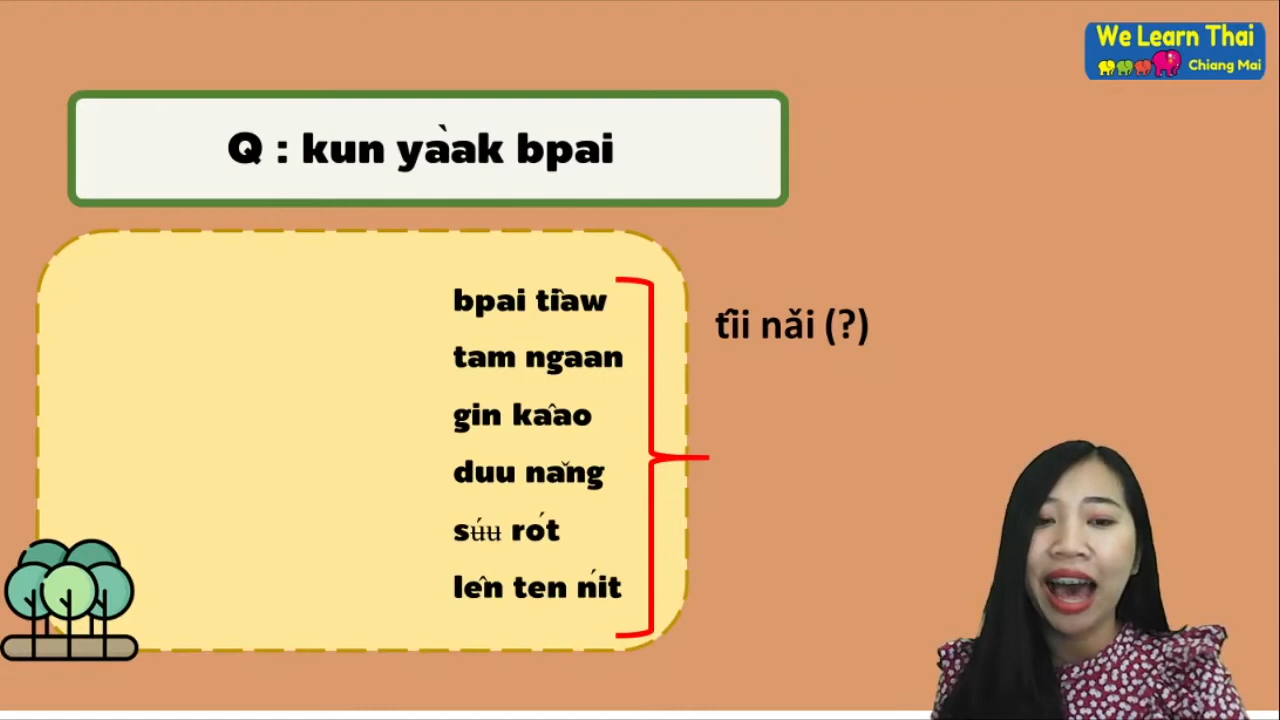 We Learn Thai
Chiang Mai
Q : kun yàak bpai
bpai tîaw
tam ngaan
gin kâao
duu nǎng
sʉ́ʉ rót
lên ten nít
tîi nǎi (?)